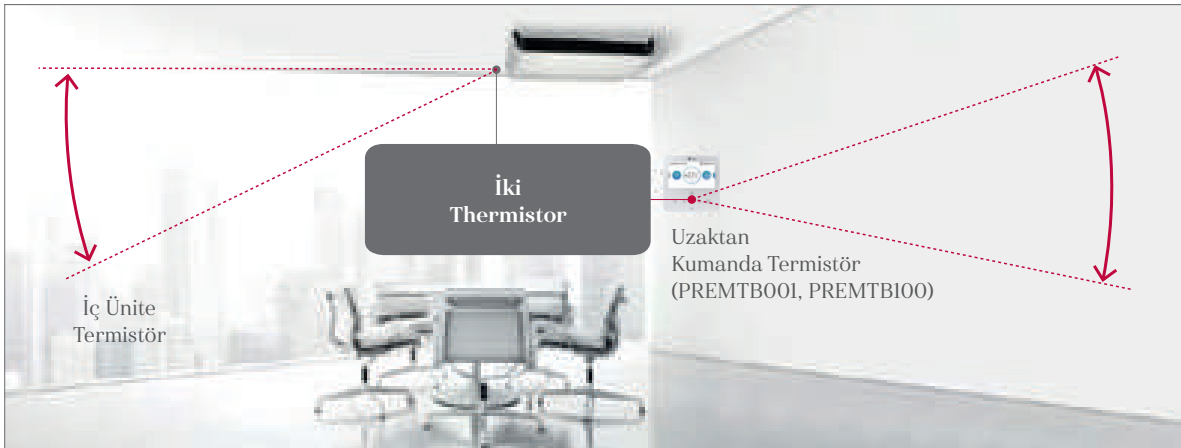 İki
Thermistor
Uzaktan
Kumanda Termistör
(PREMTB001, PREMTB100)
İç Ünite
Termistör